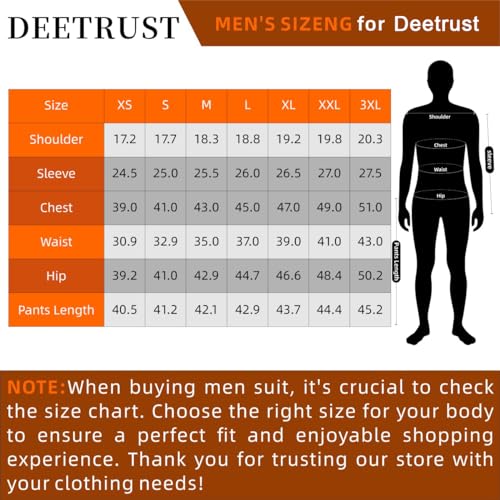 DEETRUST
MEN'S SIZENG for Deetrust
Size XS S M L XL XXL 3XL
Shoulder 17.2 17.7 18.3 18.8 19.2 19.8 20.3
Sleeve 24.5 25.0 25.5 26.0 26.5 27.0 27.5
Chest 39.0 41.0 43.0 45.0 47.0 49.0 51.0
Waist 30.9 32.9 35.0 37.0 39.0 41.0 43.0
Hip 39.2 41.0 42.9 44.7 46.6 48.4 50.2
Pants Length 40.5 41.2 42.1 42.9 43.7 44.4 45.2
Shoulder
Chest
Sleeve
Waist
Hip
Pants Length
NOTE:When buying men suit, it's crucial to check
the size chart. Choose the right size for your body
to ensure a perfect fit and enjoyable shopping
experience. Thank you for trusting our store with
your clothing needs!